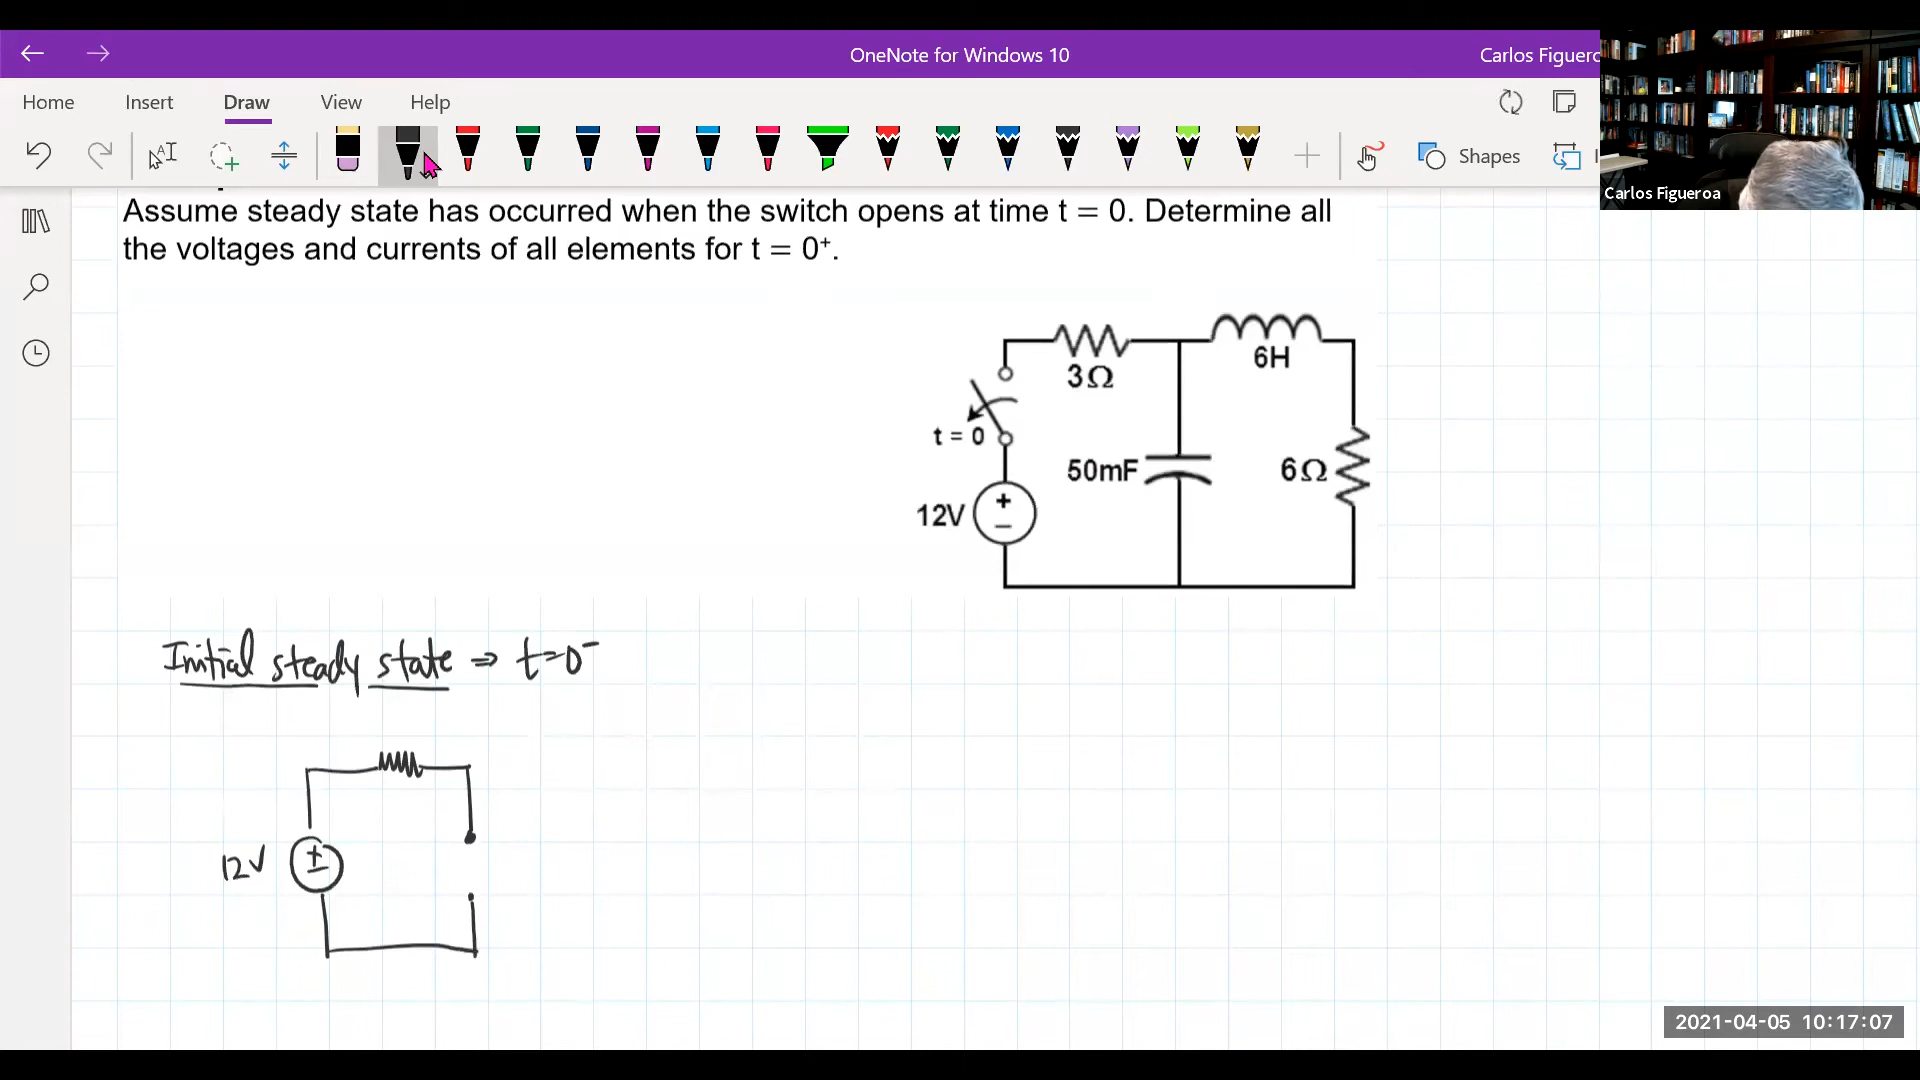 OneNote for Windows 10
Carlos Figuero
Home Insert Draw View Help
Shapes
Carlos Figueroa
Assume steady state has occurred when the switch opens at time t = 0. Determine all
the voltages and currents of all elements for t = 0⁺.
3Ω
6H
t = 0
50mF
6Ω
12V
+
−
Initial steady state ⇒ t=0⁻
12V
+
−
2021-04-05 10:17:07